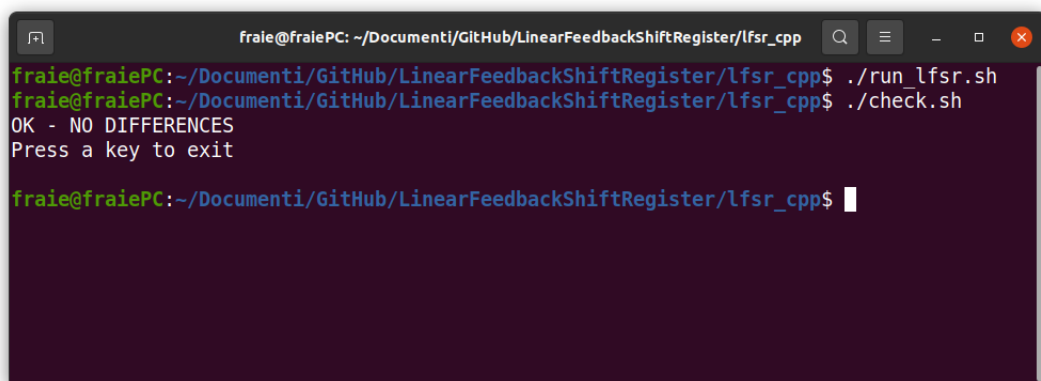 fraie@fraiePC: ~/Documenti/GitHub/LinearFeedbackShiftRegister/lfsr_cpp
fraie@fraiePC:~/Documenti/GitHub/LinearFeedbackShiftRegister/lfsr_cpp$ ./run_lfsr.sh
fraie@fraiePC:~/Documenti/GitHub/LinearFeedbackShiftRegister/lfsr_cpp$ ./check.sh
OK - NO DIFFERENCES
Press a key to exit
fraie@fraiePC:~/Documenti/GitHub/LinearFeedbackShiftRegister/lfsr_cpp$